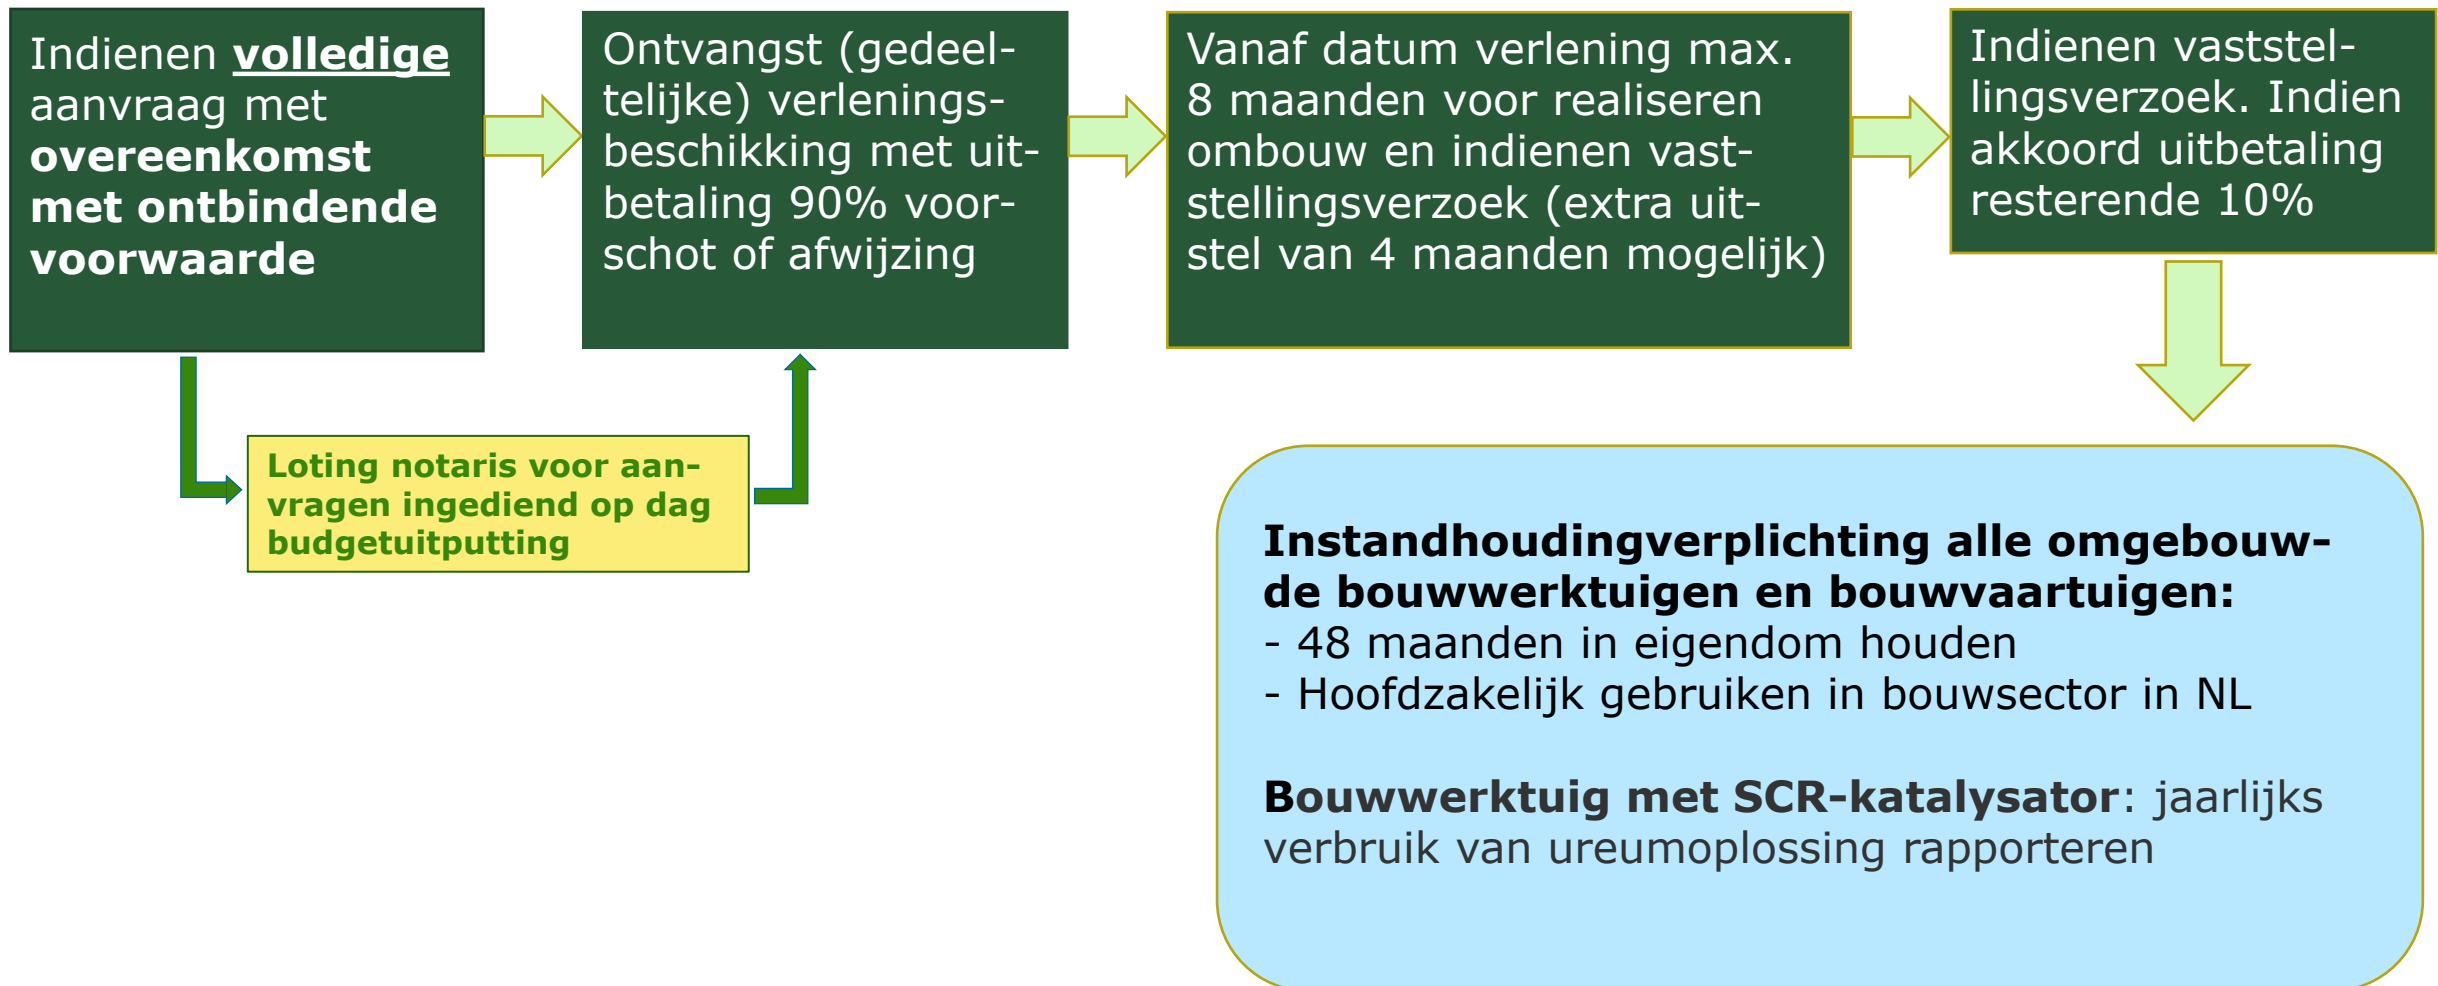 Indienen volledige
aanvraag met
overeenkomst
met ontbindende
voorwaarde
Ontvangst (gedeel-
telijke) verlenings-
beschikking met uit-
betaling 90% voor-
schot of afwijzing
Vanaf datum verlening max.
8 maanden voor realiseren
ombouw en indienen vast-
stellingsverzoek (extra uit-
stel van 4 maanden mogelijk)
Indienen vaststel-
lingsverzoek. Indien
akkoord uitbetaling
resterende 10%
Loting notaris voor aan-
vragen ingediend op dag
budgetuitputting
Instandhoudingverplichting alle omgebouw-
de bouwwerktuigen en bouwvaartuigen:
- 48 maanden in eigendom houden
- Hoofdzakelijk gebruiken in bouwsector in NL
Bouwwerktuig met SCR-katalysator: jaarlijks
verbruik van ureumoplossing rapporteren